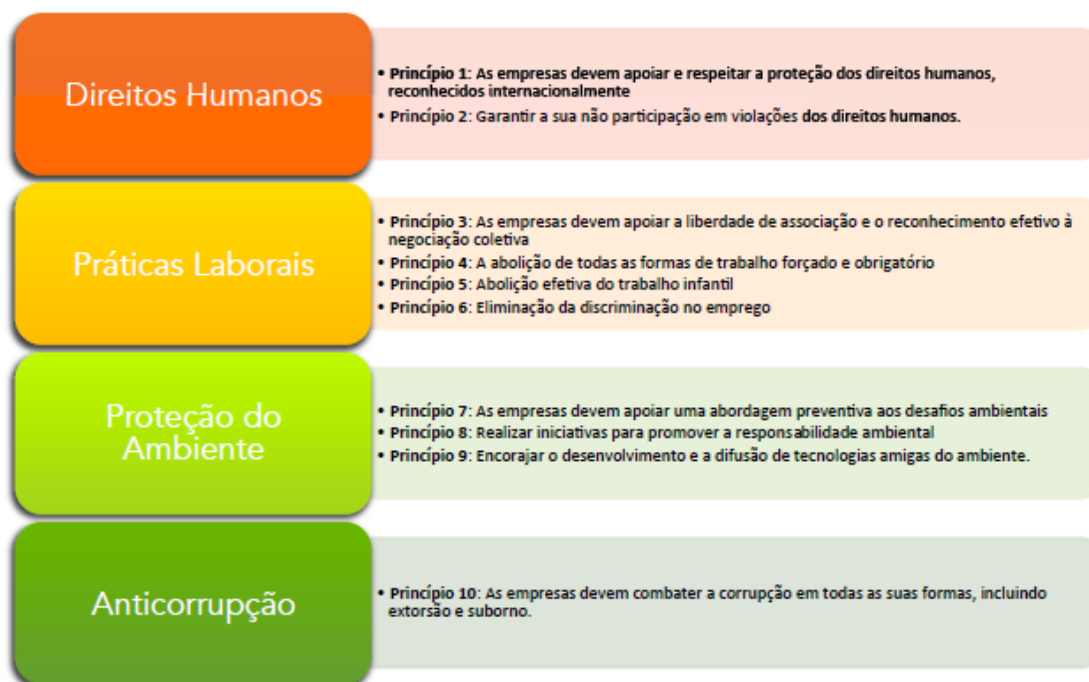 Direitos Humanos
• Princípio 1: As empresas devem apoiar e respeitar a proteção dos direitos humanos,
reconhecidos internacionalmente
• Princípio 2: Garantir a sua não participação em violações dos direitos humanos.
Práticas Laborais
• Princípio 3: As empresas devem apoiar a liberdade de associação e o reconhecimento efetivo à
negociação coletiva
• Princípio 4: A abolição de todas as formas de trabalho forçado e obrigatório
• Princípio 5: Abolição efetiva do trabalho infantil
• Princípio 6: Eliminação da discriminação no emprego
Proteção do
Ambiente
• Princípio 7: As empresas devem apoiar uma abordagem preventiva aos desafios ambientais
• Princípio 8: Realizar iniciativas para promover a responsabilidade ambiental
• Princípio 9: Encorajar o desenvolvimento e a difusão de tecnologias amigas do ambiente.
Anticorrupção
• Princípio 10: As empresas devem combater a corrupção em todas as suas formas, incluindo
extorsão e suborno.